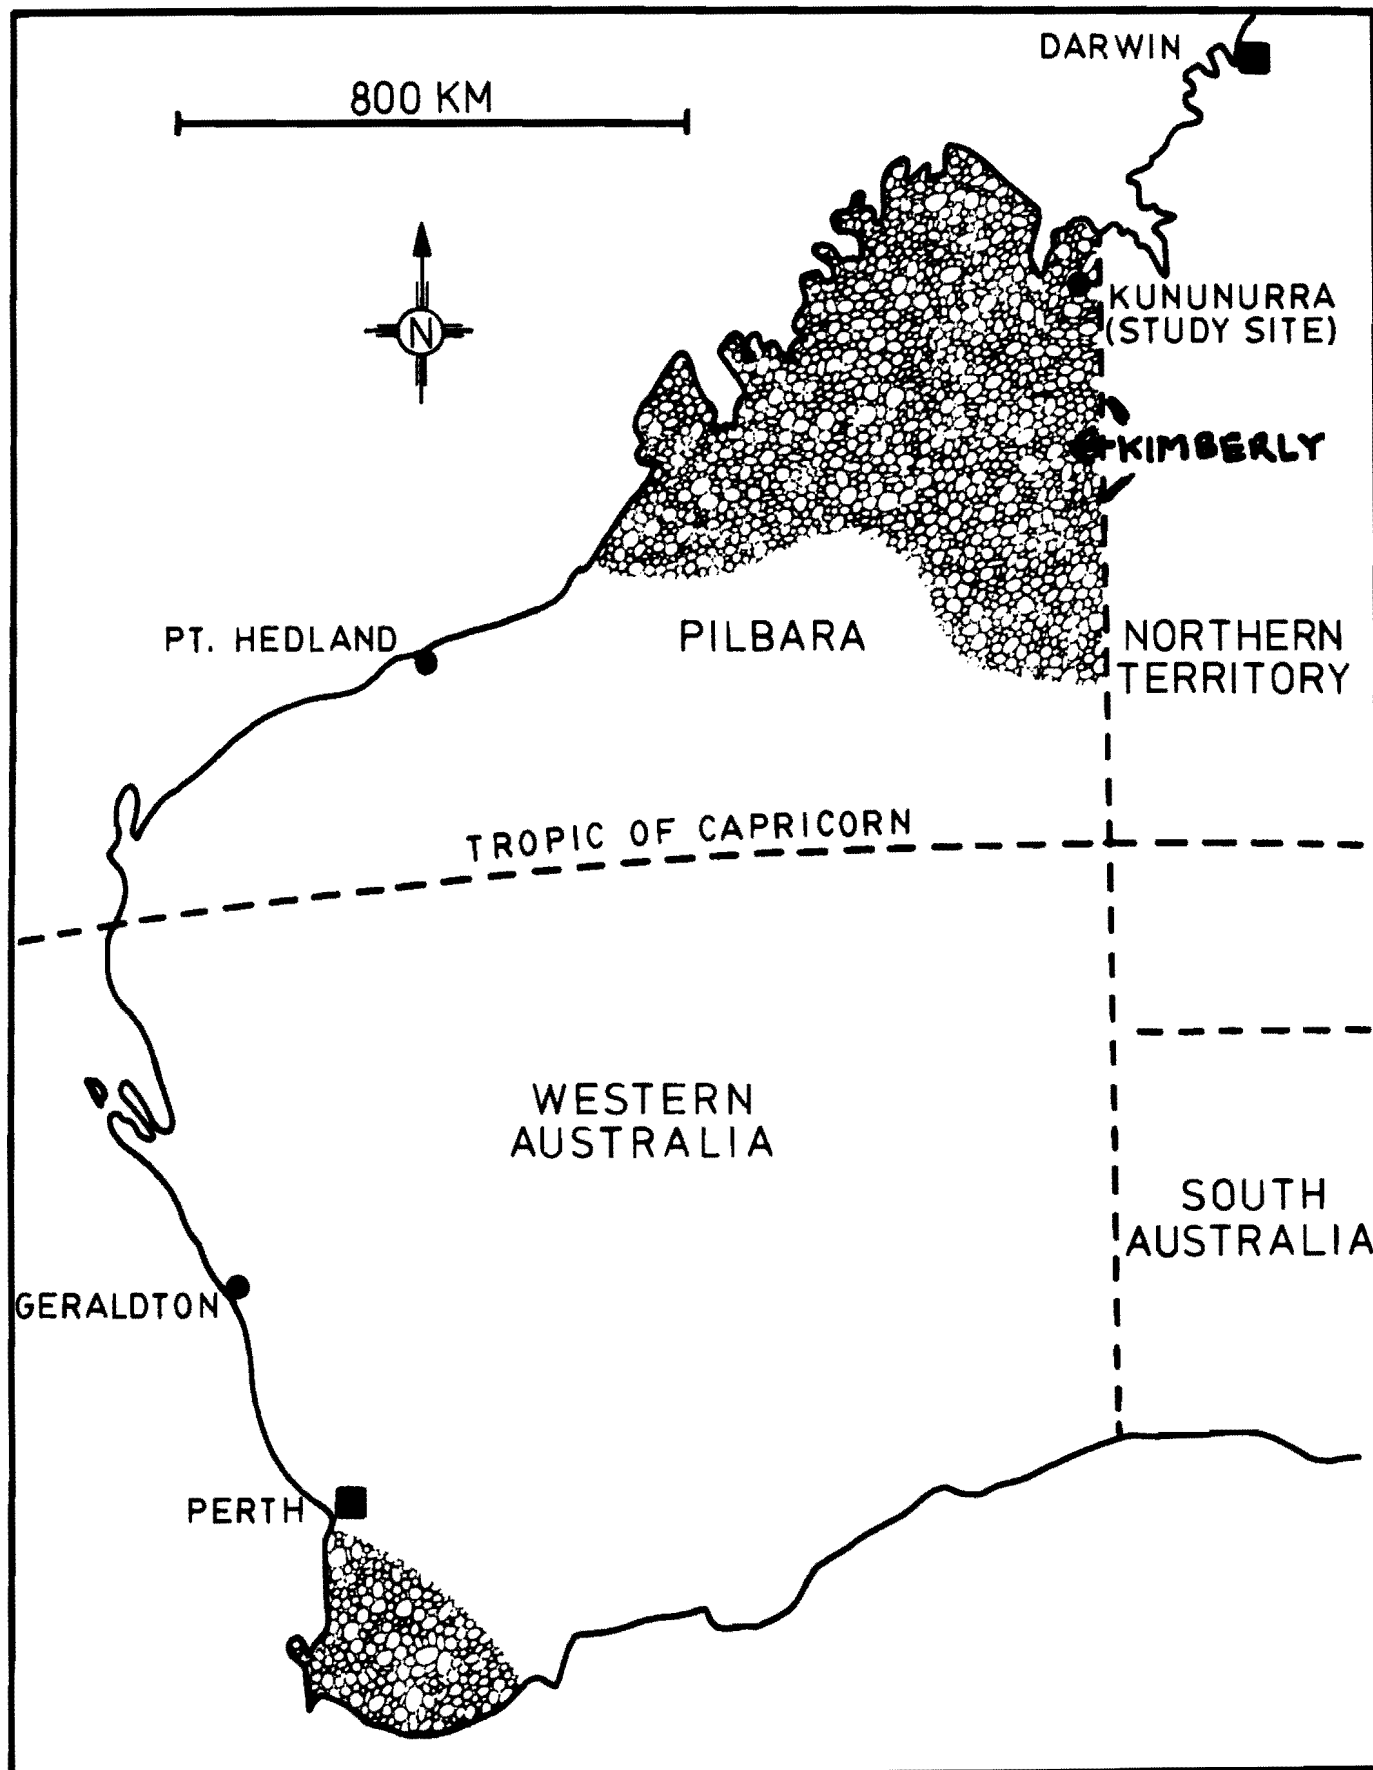 DARWIN
800 KM
N
KUNUNURRA
(STUDY SITE)
KIMBERLY
PT. HEDLAND
PILBARA
NORTHERN
TERRITORY
TROPIC OF CAPRICORN
WESTERN
AUSTRALIA
SOUTH
AUSTRALIA
GERALDTON
PERTH